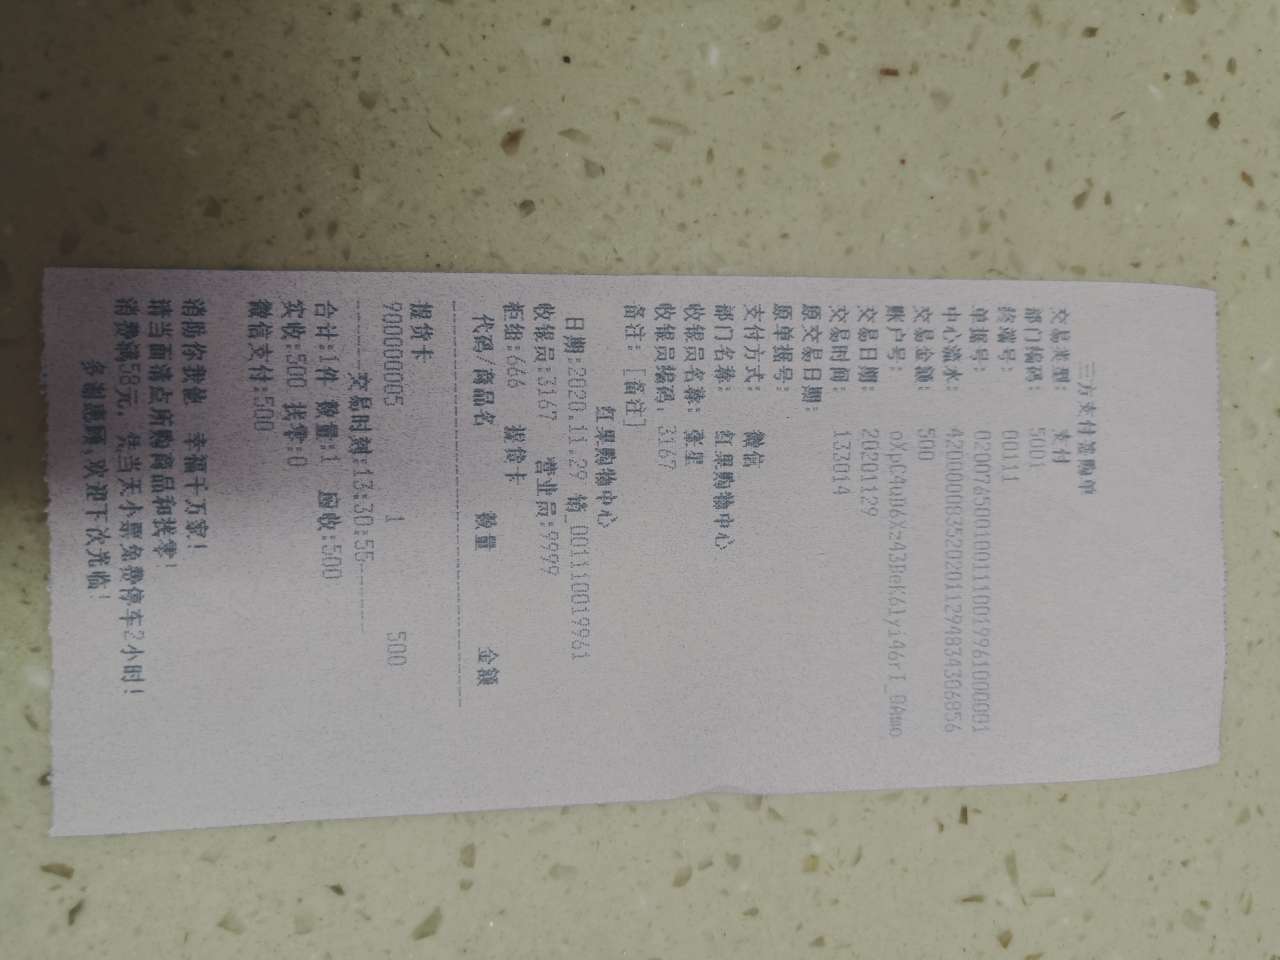 三方支付签购单
交易类型: 支付
部门编码: 5001
终端号: 00111
单据号: 0200765001001110019961000001
中心流水: 4200000835202011294834306856
交易金额: 500
账户号:
交易日期: 20201129
交易时间: 133014
原交易日期:
原单据号:
支付方式: 微信
部门名称: 红果购物中心
收银员名称: 张星
收银员编码: 3167
备注: [备注]
红果购物中心
日期:2020.11.29 销_001110019961
收银员:3167 营业员:9999
柜组:666 提货卡
代码/商品名 数量 金额
提货卡
900000005 1 500
交易时刻:13:30:55
合计:1件 数量:1 应收:500
实收:500 找零:0
微信支付:500
消防你我他 幸福千万家!
请当面清点所购商品和找零!
消费满58元, 凭当天小票免费停车2小时!
多谢惠顾,欢迎下次光临!